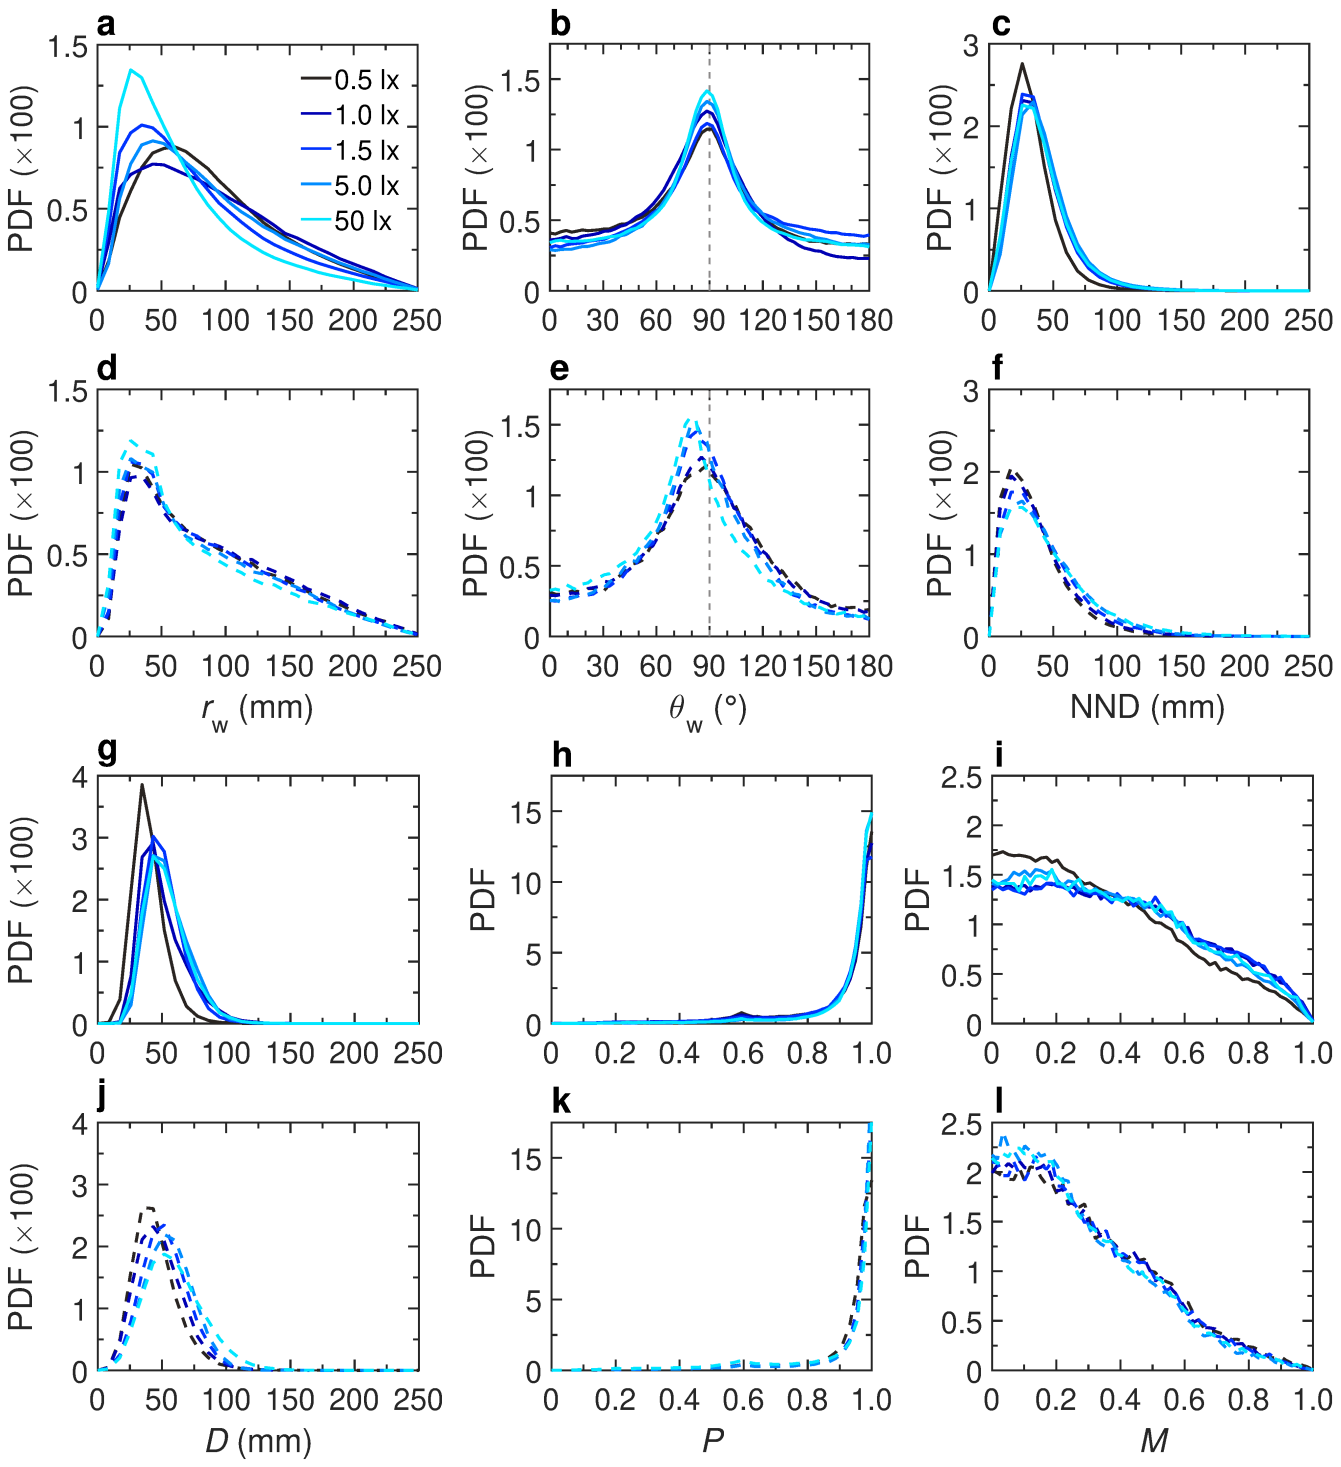 a
PDF (×100)
1.5
1
0.5
0
0 50 100 150 200 250
0.5 lx
1.0 lx
1.5 lx
5.0 lx
50 lx
b
PDF (×100)
1.5
1.0
0.5
0
0 30 60 90 120 150 180
c
PDF (×100)
3
2
1
0
0 50 100 150 200 250
d
PDF (×100)
1.5
1
0.5
0
0 50 100 150 200 250
r_w (mm)
e
PDF (×100)
1.5
1
0.5
0
0 30 60 90 120 150 180
θ_w (°)
f
PDF (×100)
3
2
1
0
0 50 100 150 200 250
NND (mm)
g
PDF (×100)
4
3
2
1
0
0 50 100 150 200 250
h
PDF
15
10
5
0
0 0.2 0.4 0.6 0.8 1.0
i
PDF
2.5
2
1.5
1
0.5
0
0 0.2 0.4 0.6 0.8 1.0
j
PDF (×100)
4
3
2
1
0
0 50 100 150 200 250
D (mm)
k
PDF
15
10
5
0
0 0.2 0.4 0.6 0.8 1.0
P
l
PDF
2.5
2
1.5
1
0.5
0
0 0.2 0.4 0.6 0.8 1.0
M